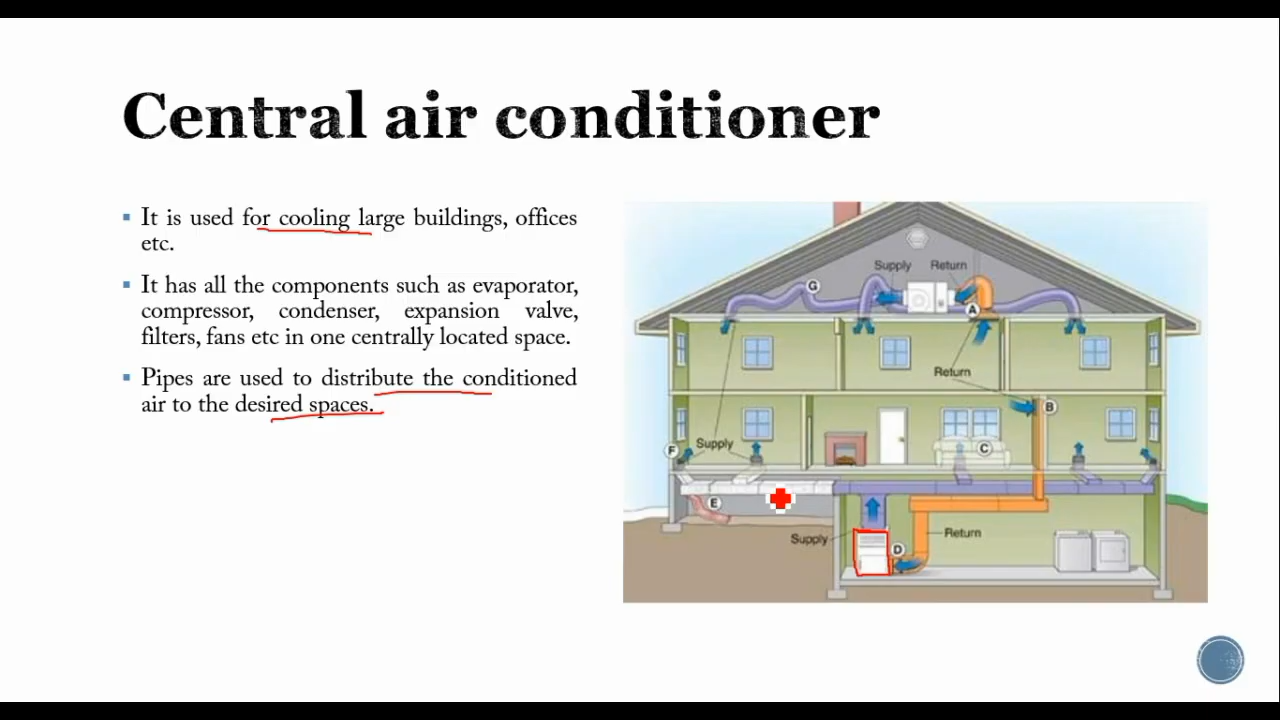 Central air conditioner
▪ It is used for cooling large buildings, offices
etc.
▪ It has all the components such as evaporator,
compressor, condenser, expansion valve,
filters, fans etc in one centrally located space.
▪ Pipes are used to distribute the conditioned
air to the desired spaces.
Supply Return
G
A
Return
B
Supply
F
C
E
Supply
D
Return